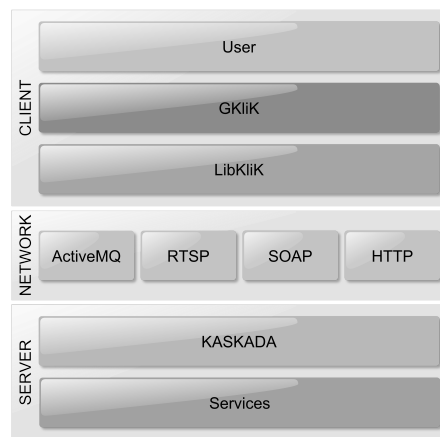 CLIENT
User
GKliK
LibKliK
NETWORK
ActiveMQ RTSP SOAP HTTP
SERVER
KASKADA
Services